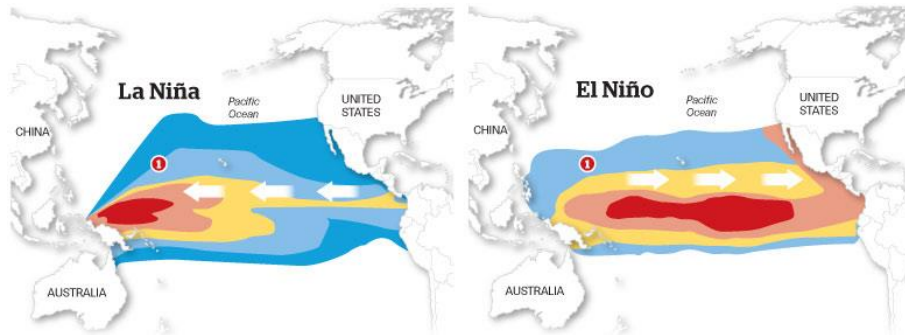 La Niña
Pacific
Ocean
UNITED
STATES
CHINA
1
AUSTRALIA
El Niño
Pacific
Ocean
UNITED
STATES
CHINA
1
AUSTRALIA